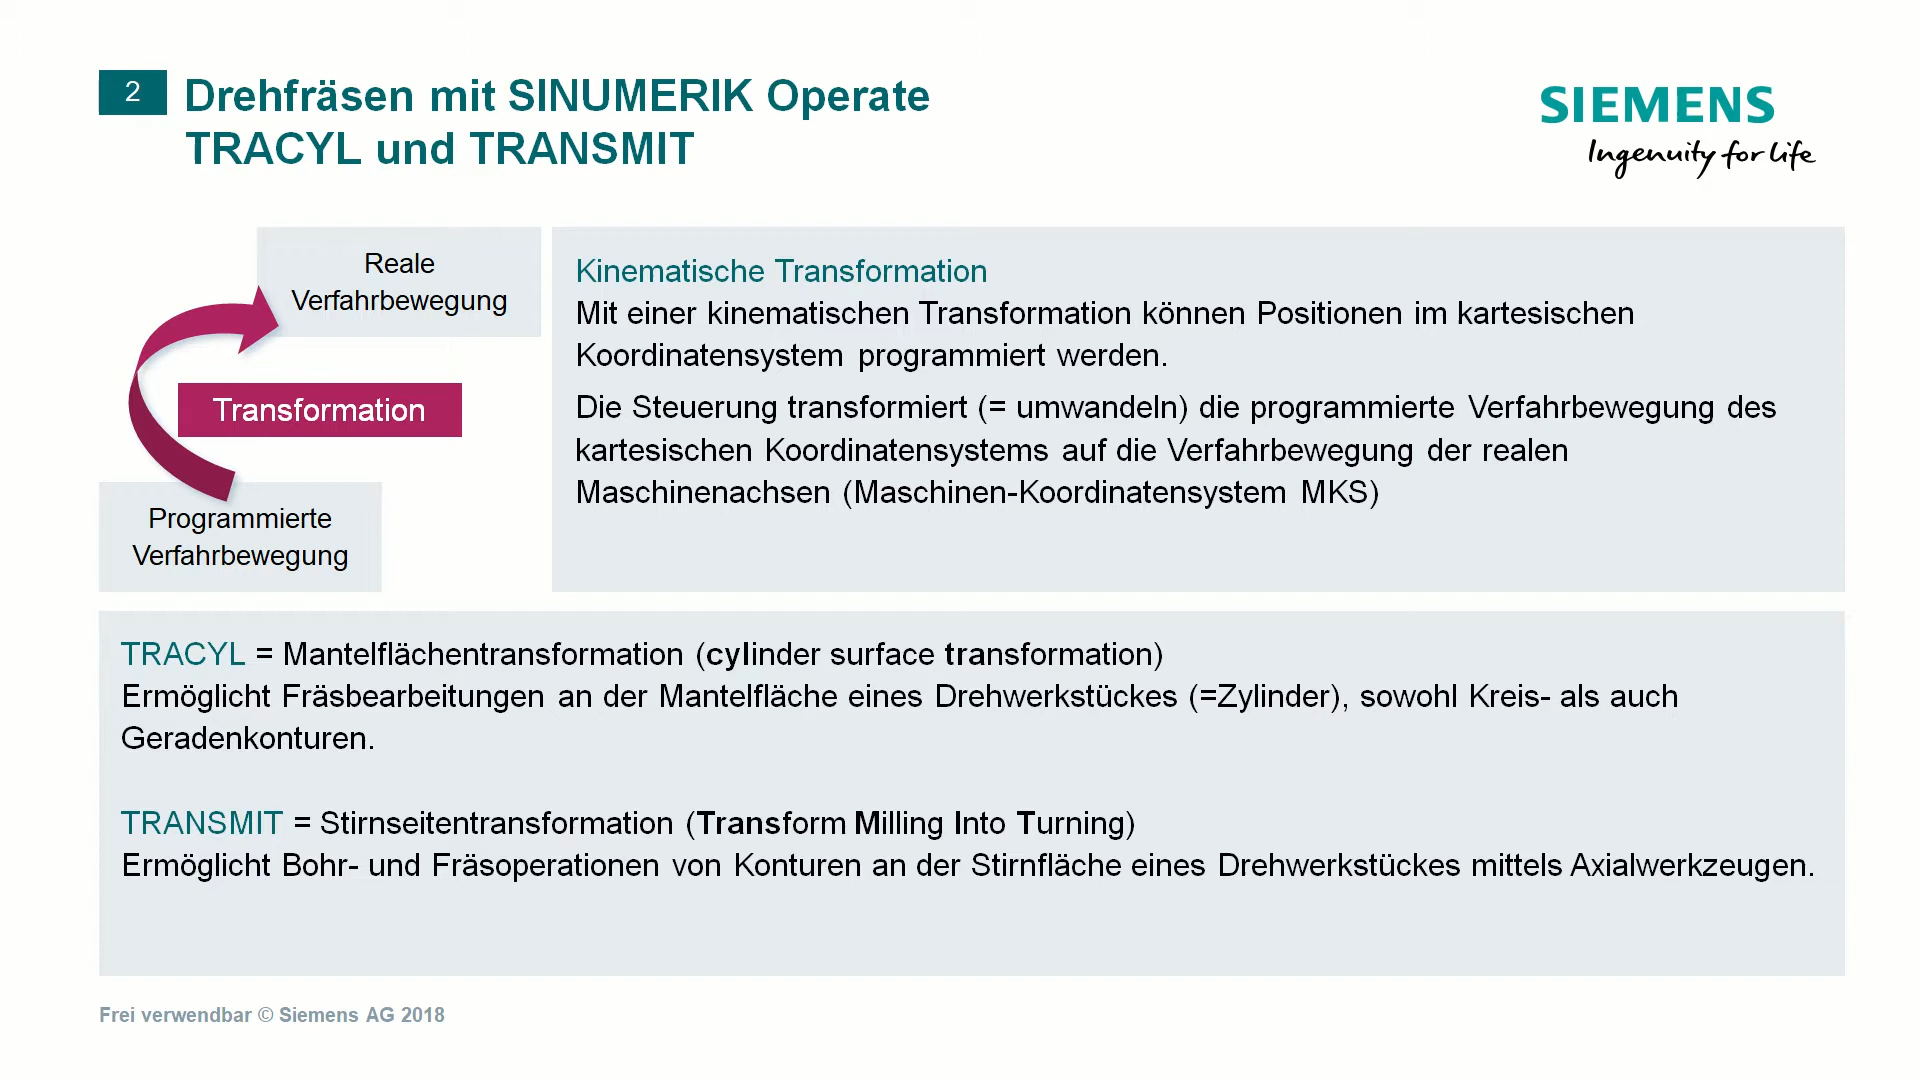 2
Drehfräsen mit SINUMERIK Operate
TRACYL und TRANSMIT
SIEMENS
Ingenuity for life
Reale
Verfahrbewegung
Transformation
Programmierte
Verfahrbewegung
Kinematische Transformation
Mit einer kinematischen Transformation können Positionen im kartesischen
Koordinatensystem programmiert werden.
Die Steuerung transformiert (= umwandeln) die programmierte Verfahrbewegung des
kartesischen Koordinatensystems auf die Verfahrbewegung der realen
Maschinenachsen (Maschinen-Koordinatensystem MKS)
TRACYL = Mantelflächentransformation (cylinder surface transformation)
Ermöglicht Fräsbearbeitungen an der Mantelfläche eines Drehwerkstückes (=Zylinder), sowohl Kreis- als auch
Geradenkonturen.
TRANSMIT = Stirnseitentransformation (Transform Milling Into Turning)
Ermöglicht Bohr- und Fräsoperationen von Konturen an der Stirnfläche eines Drehwerkstückes mittels Axialwerkzeugen.
Frei verwendbar © Siemens AG 2018